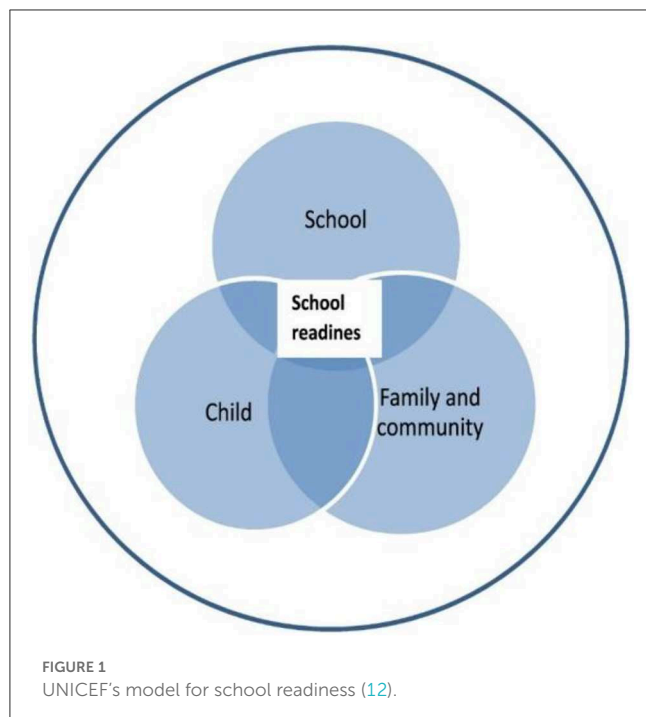 School
School
readines
Child
Family and
community
FIGURE 1
UNICEF's model for school readiness (12).